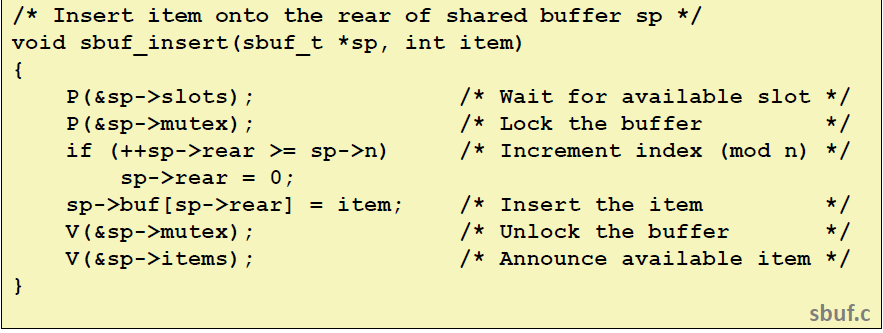 /* Insert item onto the rear of shared buffer sp */
void sbuf_insert(sbuf_t *sp, int item)
{
    P(&sp->slots);                 /* Wait for available slot */
    P(&sp->mutex);                 /* Lock the buffer         */
    if (++sp->rear >= sp->n)       /* Increment index (mod n) */
        sp->rear = 0;
    sp->buf[sp->rear] = item;      /* Insert the item         */
    V(&sp->mutex);                 /* Unlock the buffer       */
    V(&sp->items);                 /* Announce available item */
}
sbuf.c